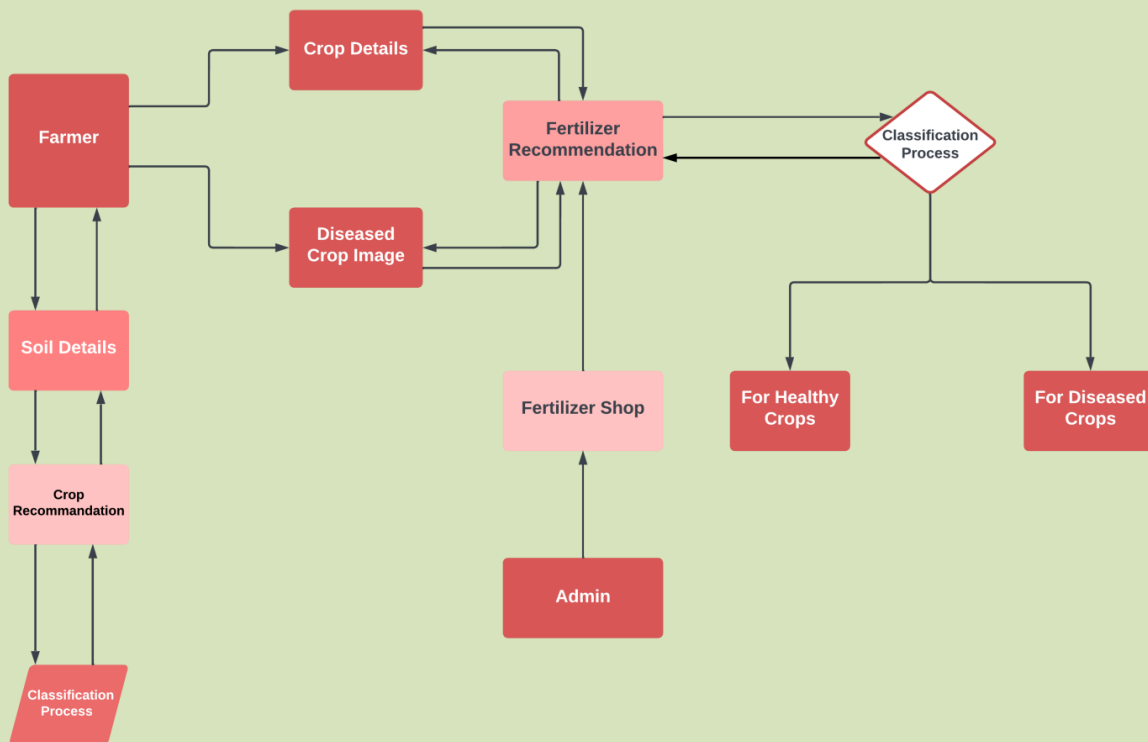 Crop Details
Farmer
Fertilizer
Recommendation
Classification
Process
Diseased
Crop Image
Soil Details
Fertilizer Shop
For Healthy
Crops
For Diseased
Crops
Crop
Recommandation
Admin
Classification
Process